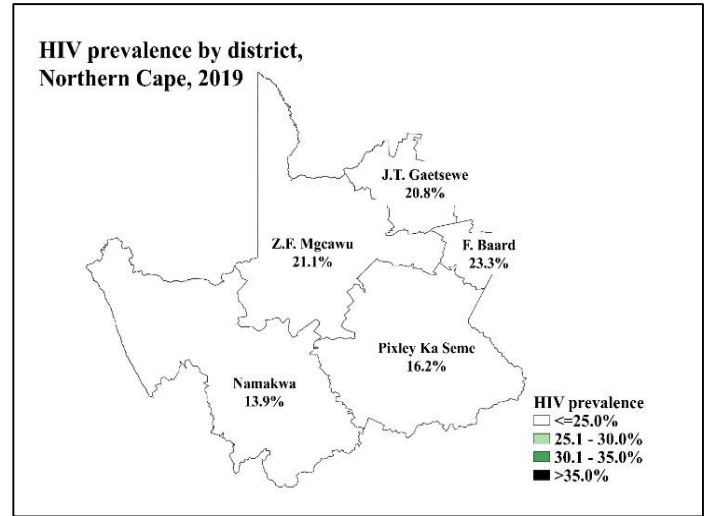 HIV prevalence by district,
Northern Cape, 2019
J.T. Gaetsewe
20.8%
Z.F. Mgcawu
21.1%
F. Baard
23.3%
Pixley Ka Seme
16.2%
Namakwa
13.9%
HIV prevalence
<=25.0%
25.1 - 30.0%
30.1 - 35.0%
>35.0%